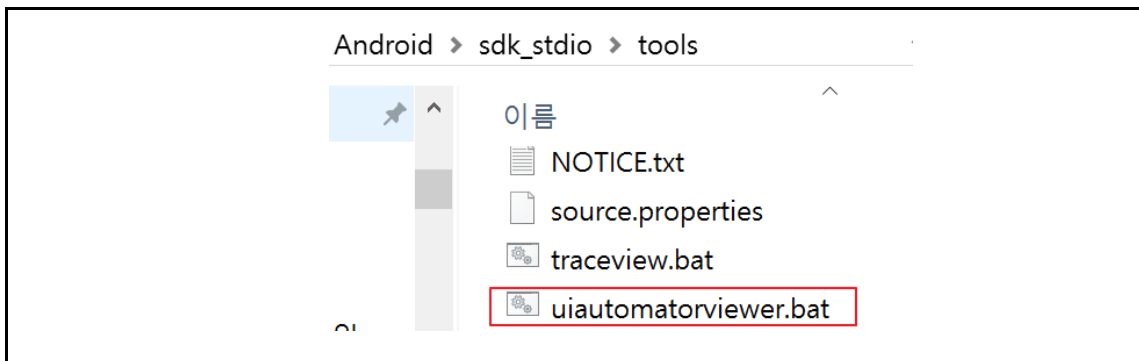 Android > sdk_stdio > tools
이름
NOTICE.txt
source.properties
traceview.bat
uiautomatorviewer.bat